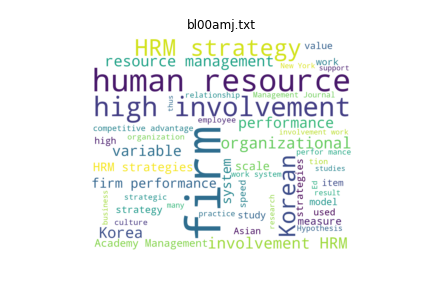 bl00amj.txt
HRM strategy
value
resource management
work
New York
support
human resource
relationship
Management Journal
high involvement
thus
employee
performance
competitive advantage
organization
involvement work
high
variable
firm
organizational
perfor mance
HRM strategies
system
scale
Korean
strategies
tion
studies
work system
firm performance
speed
Ed
item
business
strategic
many
model
result
strategy
practice
study
research
used
culture
measure
Korea
Asian
Hypothesis
Academy Management
involvement HRM